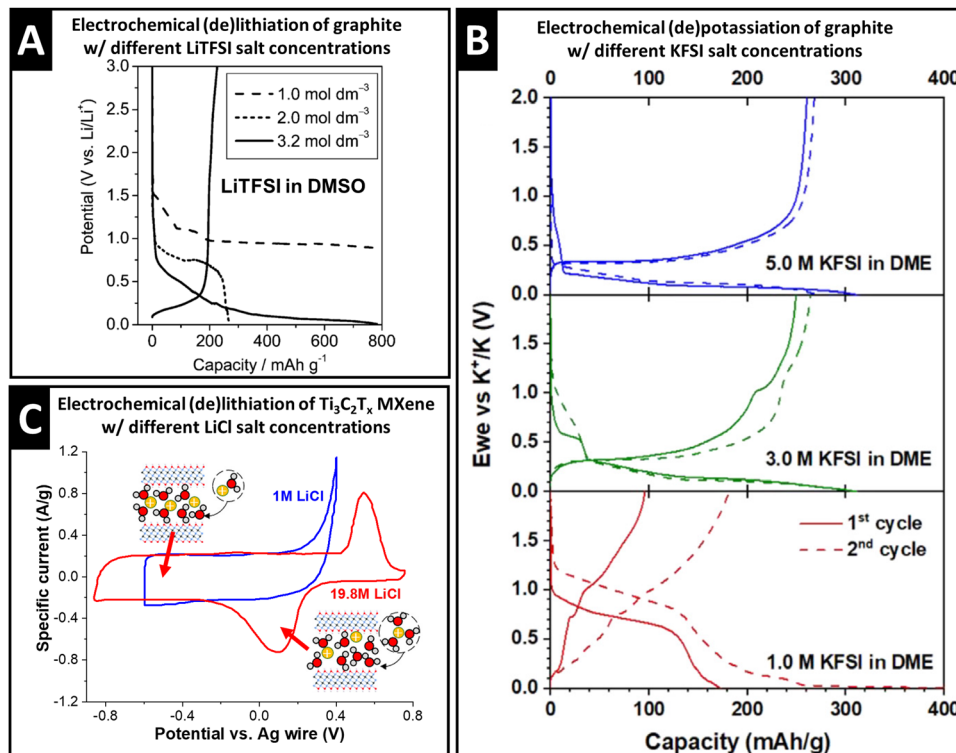 A
Electrochemical (de)lithiation of graphite
w/ different LiTFSI salt concentrations
Potential (V vs. Li/Li⁺)
3.0
2.5
2.0
1.5
1.0
0.5
0.0
1.0 mol dm⁻³
2.0 mol dm⁻³
3.2 mol dm⁻³
LiTFSI in DMSO
0 200 400 600 800
Capacity / mAh g⁻¹
B
Electrochemical (de)potassiation of graphite
w/ different KFSI salt concentrations
0 100 200 300 400
Ewe vs K⁺/K (V)
2.0
1.5
1.0
0.5
0.0
5.0 M KFSI in DME
1.5
1.0
0.5
0.0
3.0 M KFSI in DME
1.5
1.0
0.5
0.0
1ˢᵗ cycle
2ⁿᵈ cycle
1.0 M KFSI in DME
0 100 200 300 400
Capacity (mAh/g)
C
Electrochemical (de)lithiation of Ti₃C₂Tₓ MXene
w/ different LiCl salt concentrations
Specific current (A/g)
1.2
0.8
0.4
0.0
-0.4
-0.8
-1.2
1M LiCl
19.8M LiCl
-0.8 -0.4 0.0 0.4 0.8
Potential vs. Ag wire (V)